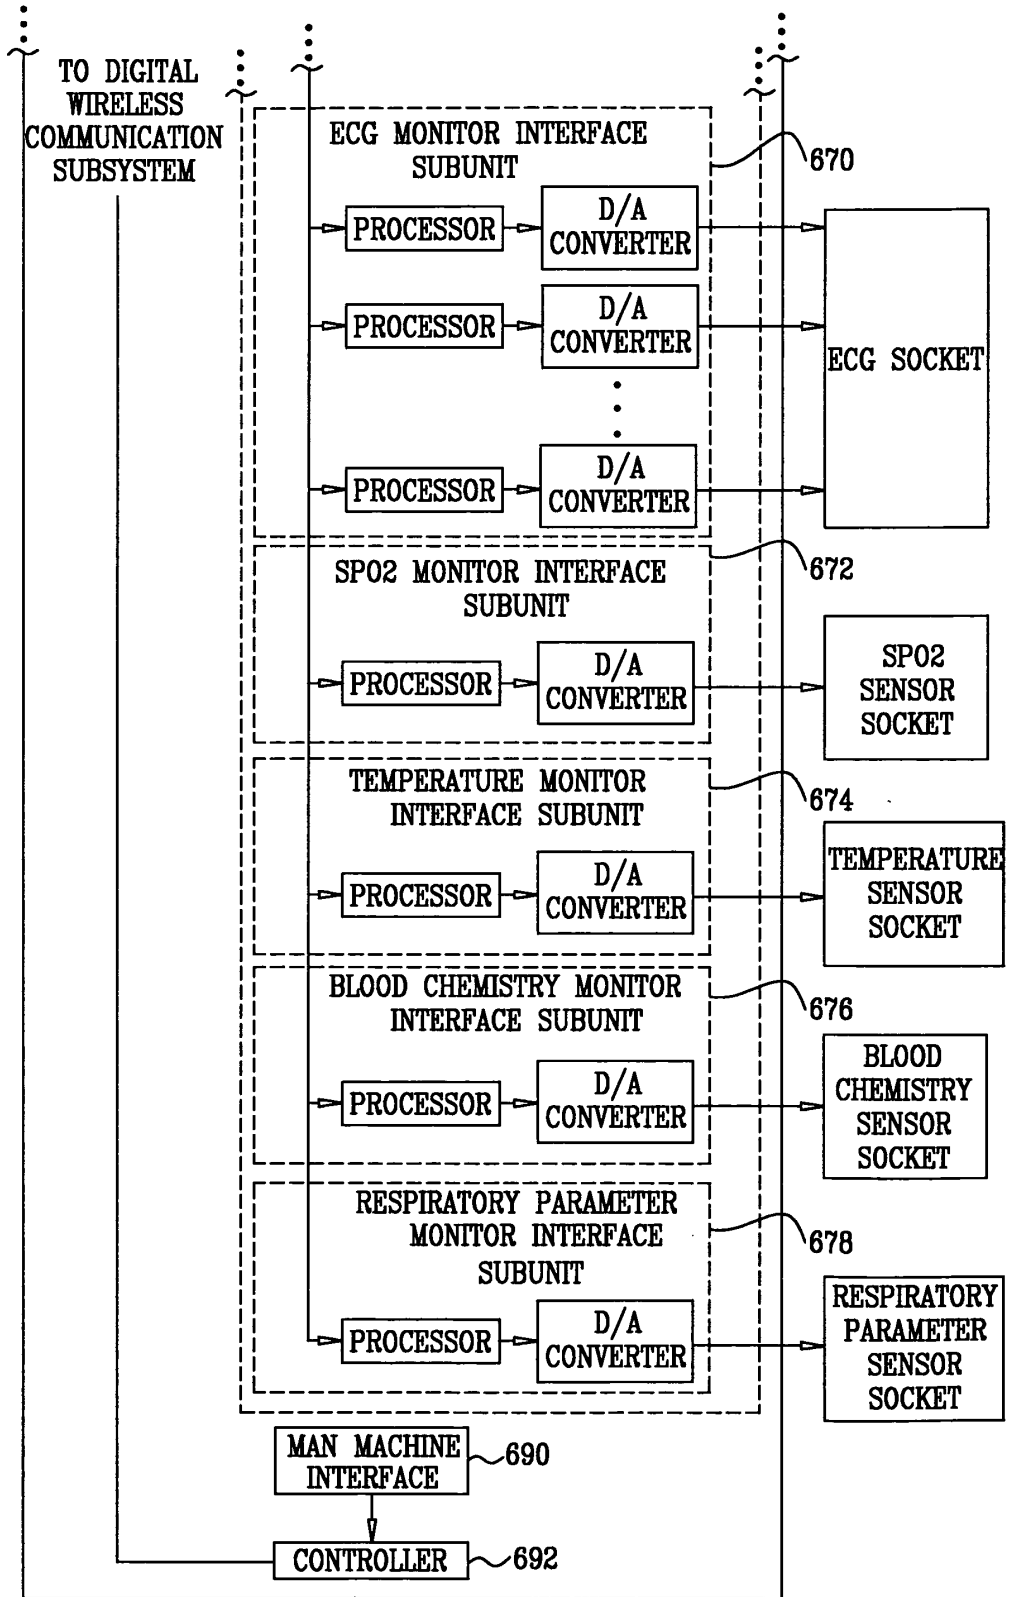 TO DIGITAL
WIRELESS
COMMUNICATION
SUBSYSTEM
ECG MONITOR INTERFACE
SUBUNIT
670
PROCESSOR
D/A
CONVERTER
PROCESSOR
D/A
CONVERTER
ECG SOCKET
PROCESSOR
D/A
CONVERTER
SPO2 MONITOR INTERFACE
SUBUNIT
672
PROCESSOR
D/A
CONVERTER
SPO2
SENSOR
SOCKET
TEMPERATURE MONITOR
INTERFACE SUBUNIT
674
PROCESSOR
D/A
CONVERTER
TEMPERATURE
SENSOR
SOCKET
BLOOD CHEMISTRY MONITOR
INTERFACE SUBUNIT
676
PROCESSOR
D/A
CONVERTER
BLOOD
CHEMISTRY
SENSOR
SOCKET
RESPIRATORY PARAMETER
MONITOR INTERFACE
SUBUNIT
678
PROCESSOR
D/A
CONVERTER
RESPIRATORY
PARAMETER
SENSOR
SOCKET
MAN MACHINE
INTERFACE
690
CONTROLLER
692